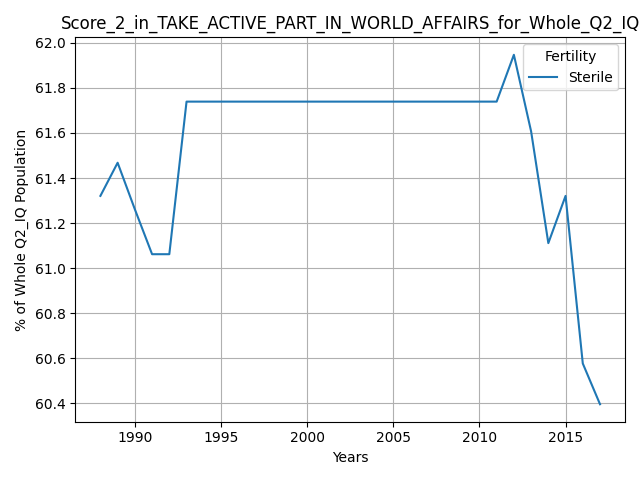 Score_2_in_TAKE_ACTIVE_PART_IN_WORLD_AFFAIRS_for_Whole_Q2_IQ
Fertility
Sterile
% of Whole Q2_IQ Population
62.0
61.8
61.6
61.4
61.2
61.0
60.8
60.6
60.4
1990 1995 2000 2005 2010 2015
Years